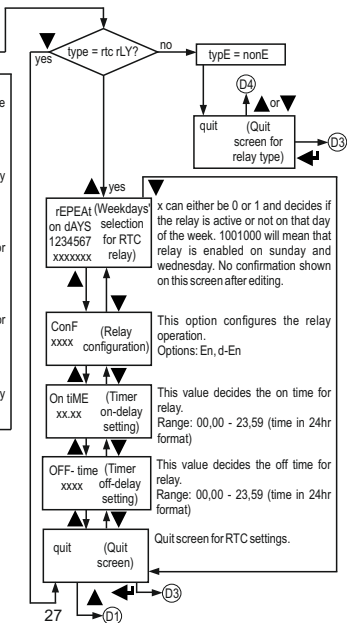 type = rtc rLY?
yes
no
typE = nonE
D4
or
quit (Quit
screen for
relay type)
D3
yes
rEPEAt (Weekdays'
on dAYS selection
1234567 for RTC
xxxxxxx relay)
x can either be 0 or 1 and decides if
the relay is active or not on that day
of the week. 1001000 will mean that
relay is enabled on sunday and
wednesday. No confirmation shown
on this screen after editing.
ConF (Relay
xxxx configuration)
This option configures the relay
operation.
Options: En, d-En
On tiME (Timer
xx.xx on-delay
setting)
This value decides the on time for
relay.
Range: 00,00 - 23,59 (time in 24hr
format)
OFF- time (Timer
xxxx off-delay
setting)
This value decides the off time for
relay.
Range: 00,00 - 23,59 (time in 24hr
format)
quit (Quit
screen)
Quit screen for RTC settings.
D3
27
D1